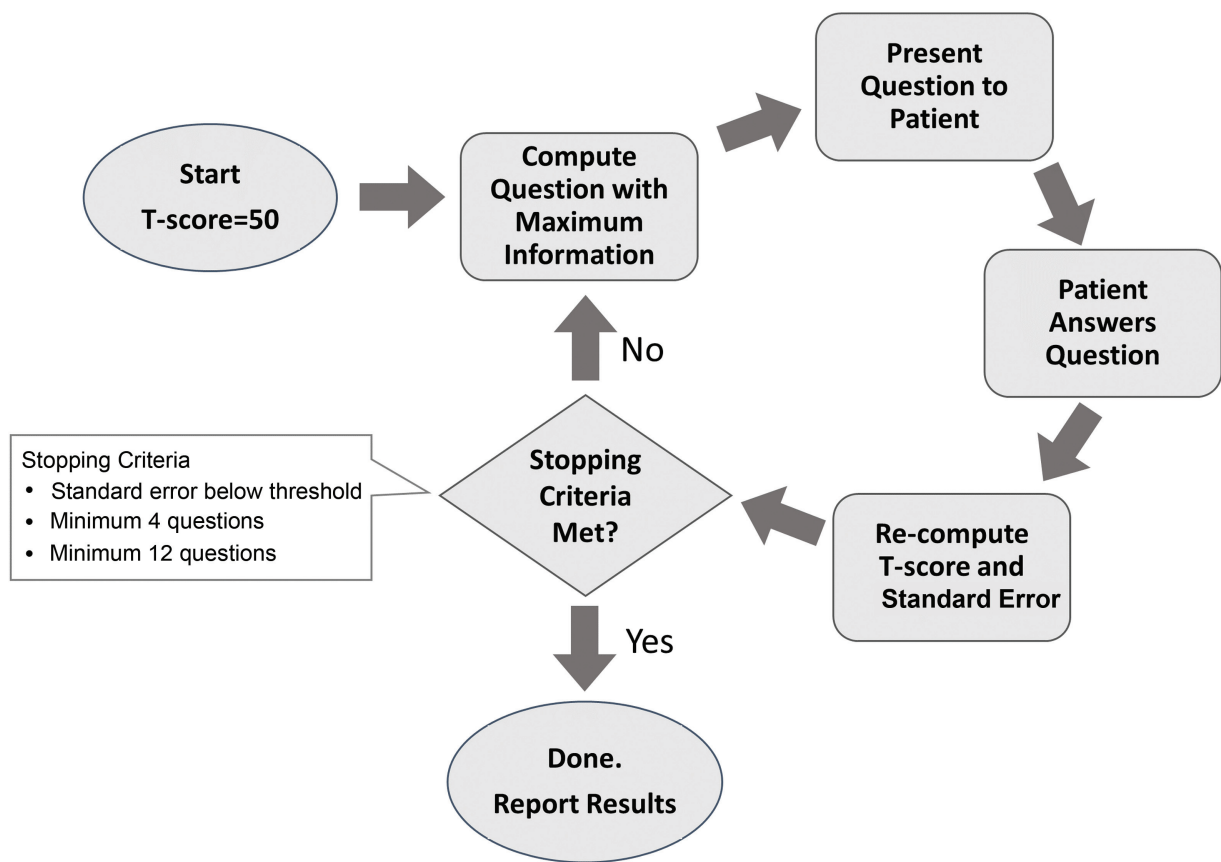 Start
T-score=50
Compute
Question with
Maximum
Information
Present
Question to
Patient
Patient
Answers
Question
Re-compute
T-score and
Standard Error
Stopping
Criteria
Met?
No
Yes
Stopping Criteria
• Standard error below threshold
• Minimum 4 questions
• Minimum 12 questions
Done.
Report Results